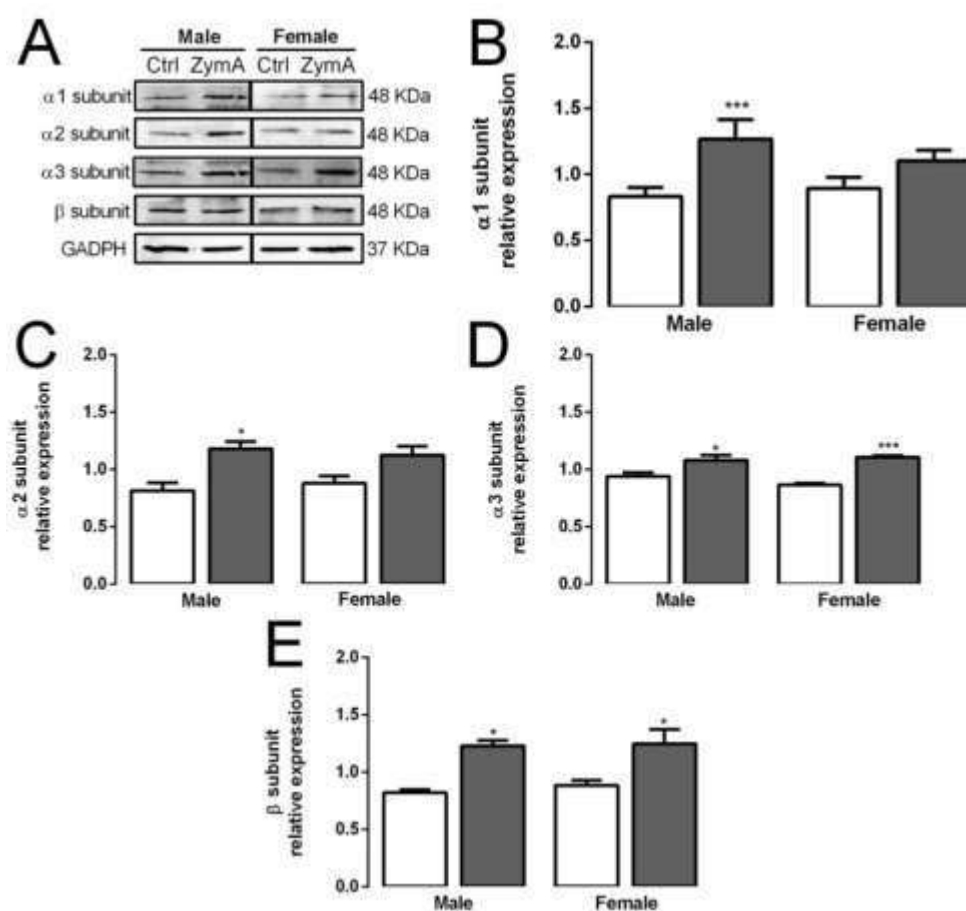 A
Male Female
Ctrl ZymA Ctrl ZymA
α1 subunit 48 KDa
α2 subunit 48 KDa
α3 subunit 48 KDa
β subunit 48 KDa
GADPH 37 KDa
B
α1 subunit
relative expression
2.0
1.5
1.0
0.5
0.0
***
Male Female
C
α2 subunit
relative expression
2.0
1.5
1.0
0.5
0.0
*
Male Female
D
α3 subunit
relative expression
2.0
1.5
1.0
0.5
0.0
* ***
Male Female
E
β subunit
relative expression
2.0
1.5
1.0
0.5
0.0
* *
Male Female